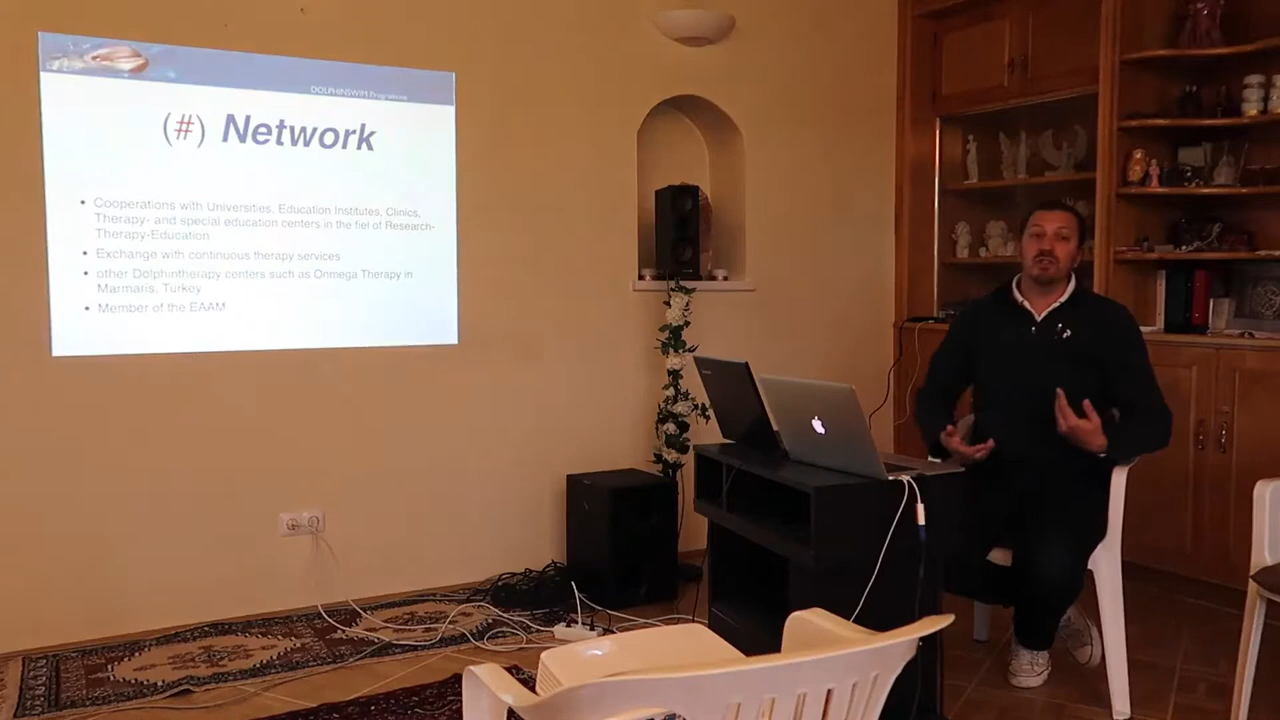 DOLPHINSWIM Programme
(#) Network
• Cooperations with Universities, Education Institutes, Clinics,
Therapy- and special education centers in the fiel of Research-
Therapy-Education
• Exchange with continuous therapy services
• other Dolphintherapy centers such as Onmega Therapy in
Marmaris, Turkey
• Member of the EAAM